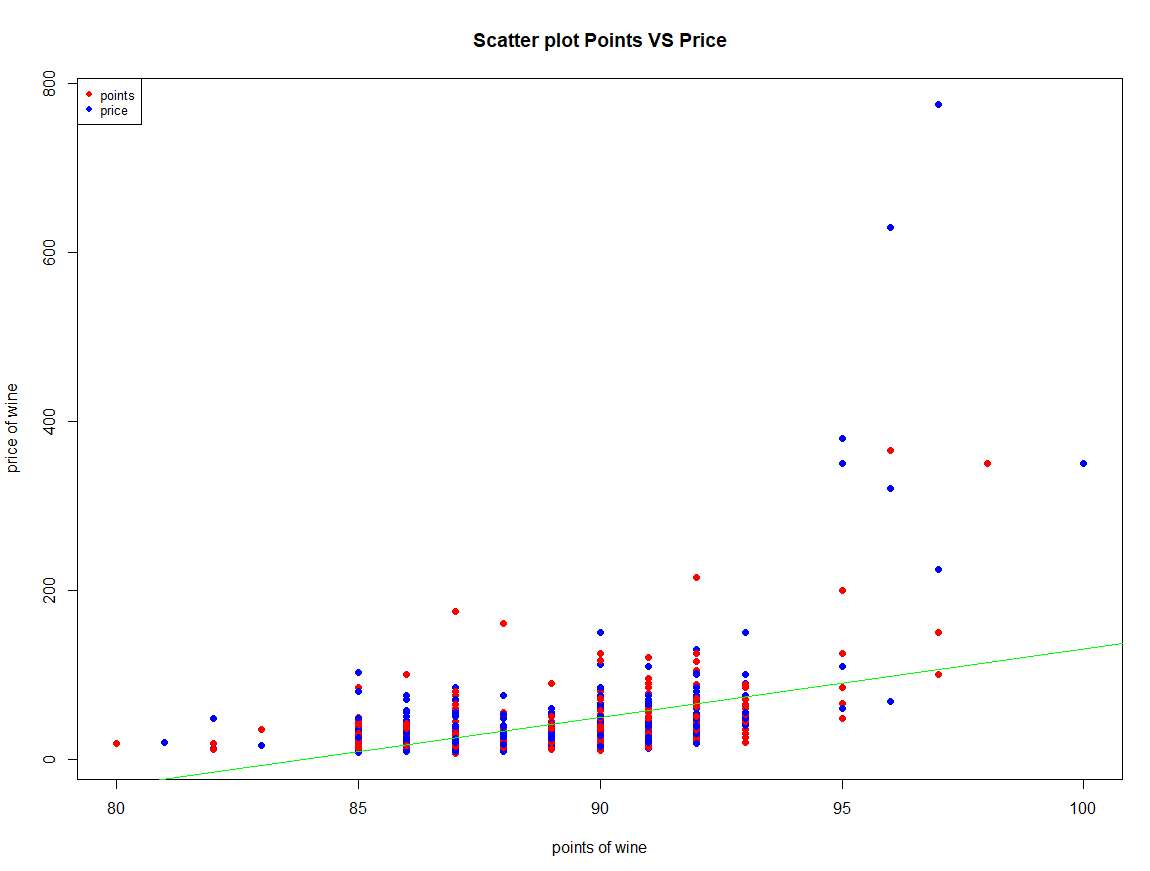 Scatter plot Points VS Price
points
price
800
600
400
200
0
price of wine
80 85 90 95 100
points of wine